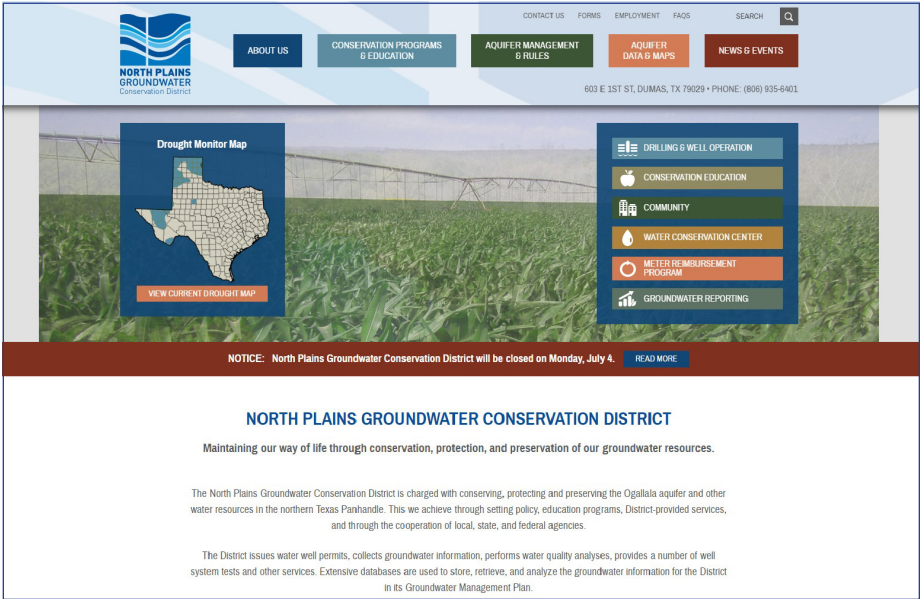 CONTACT US FORMS EMPLOYMENT FAQS SEARCH
NORTH PLAINS
GROUNDWATER
Conservation District
ABOUT US
CONSERVATION PROGRAMS
& EDUCATION
AQUIFER MANAGEMENT
& RULES
AQUIFER
DATA & MAPS
NEWS & EVENTS
603 E 1ST ST, DUMAS, TX 79029 • PHONE: (806) 935-6401
Drought Monitor Map
VIEW CURRENT DROUGHT MAP
DRILLING & WELL OPERATION
CONSERVATION EDUCATION
COMMUNITY
WATER CONSERVATION CENTER
METER REIMBURSEMENT
PROGRAM
GROUNDWATER REPORTING
NOTICE: North Plains Groundwater Conservation District will be closed on Monday, July 4. READ MORE
NORTH PLAINS GROUNDWATER CONSERVATION DISTRICT
Maintaining our way of life through conservation, protection, and preservation of our groundwater resources.
The North Plains Groundwater Conservation District is charged with conserving, protecting and preserving the Ogallala aquifer and other
water resources in the northern Texas Panhandle. This we achieve through setting policy, education programs, District-provided services,
and through the cooperation of local, state, and federal agencies.
The District issues water well permits, collects groundwater information, performs water quality analyses, provides a number of well
system tests and other services. Extensive databases are used to store, retrieve, and analyze the groundwater information for the District
in its Groundwater Management Plan.